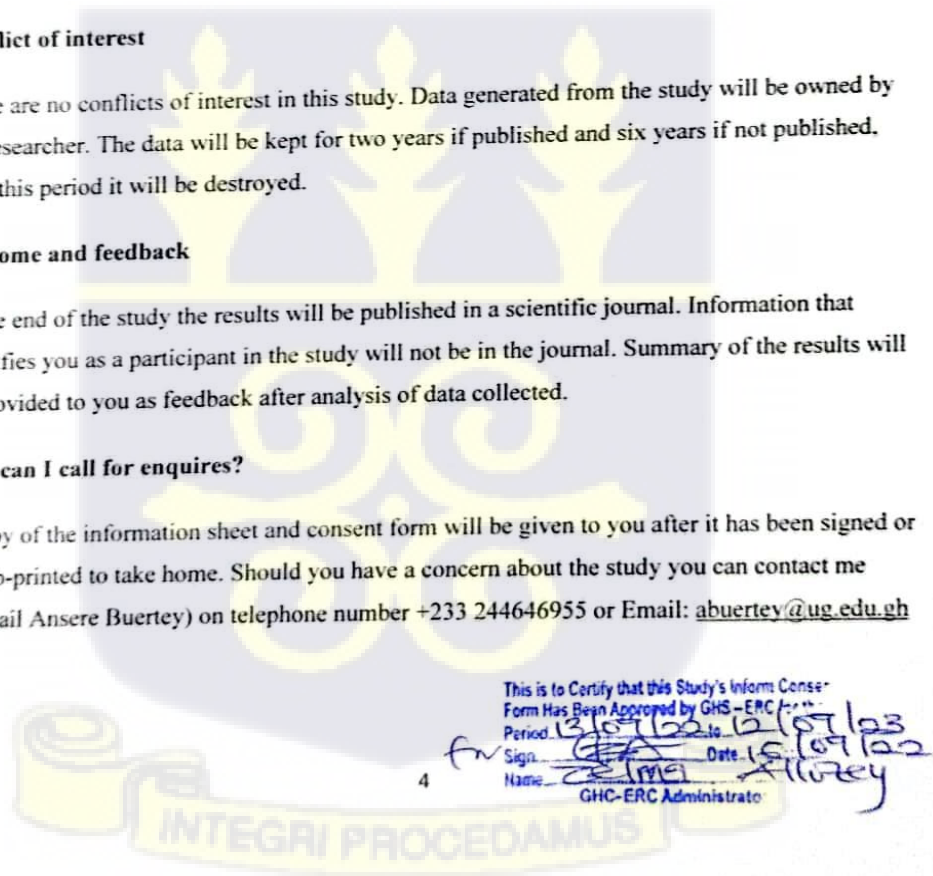 lict of interest
e are no conflicts of interest in this study. Data generated from the study will be owned by
esearcher. The data will be kept for two years if published and six years if not published,
this period it will be destroyed.
ome and feedback
e end of the study the results will be published in a scientific journal. Information that
fies you as a participant in the study will not be in the journal. Summary of the results will
ovided to you as feedback after analysis of data collected.
can I call for enquires?
y of the information sheet and consent form will be given to you after it has been signed or
-printed to take home. Should you have a concern about the study you can contact me
ail Ansere Buertey) on telephone number +233 244646955 or Email: abuertey@ug.edu.gh
This is to Certify that this Study's Inform Conse
Form Has Been Approved by GHS-ERC
Period 13/09/22 to 12/09/23
for Sign Date 15/09/22
Name
GHC-ERC Administrato
4
INTEGRI PROCEDAMUS